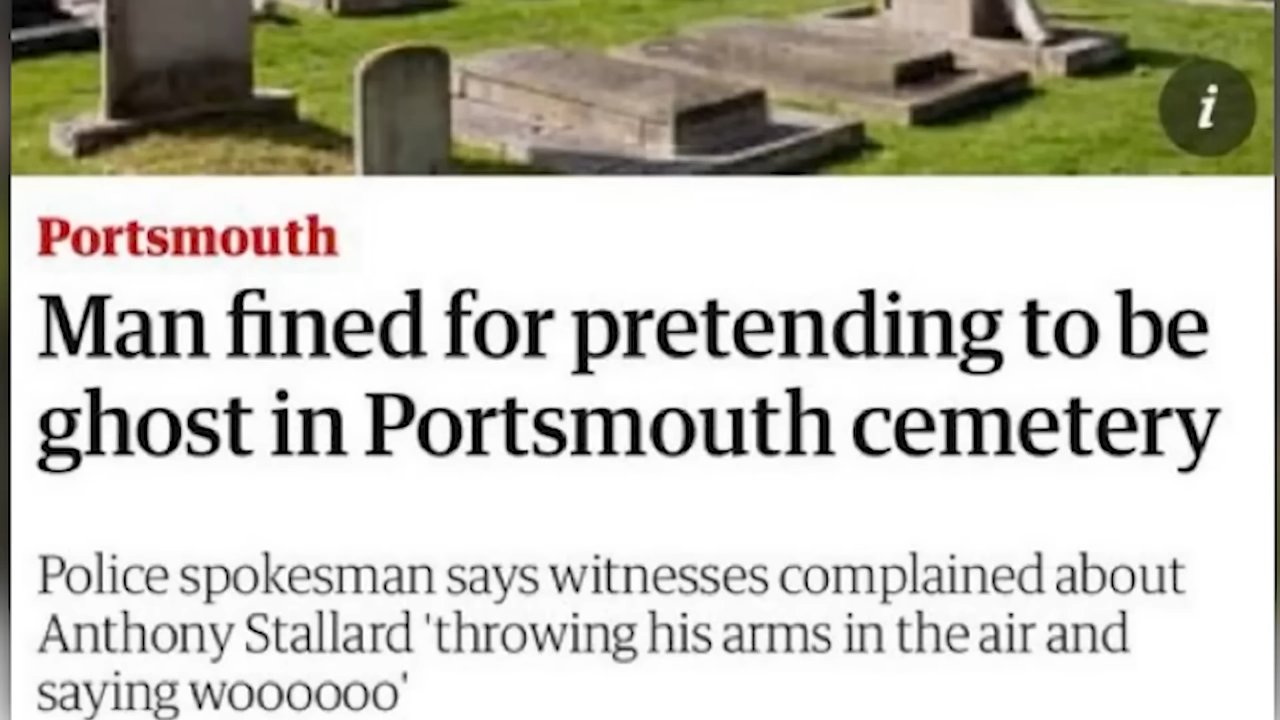 i
Portsmouth
Man fined for pretending to be
ghost in Portsmouth cemetery
Police spokesman says witnesses complained about
Anthony Stallard 'throwing his arms in the air and
saying woooooo'